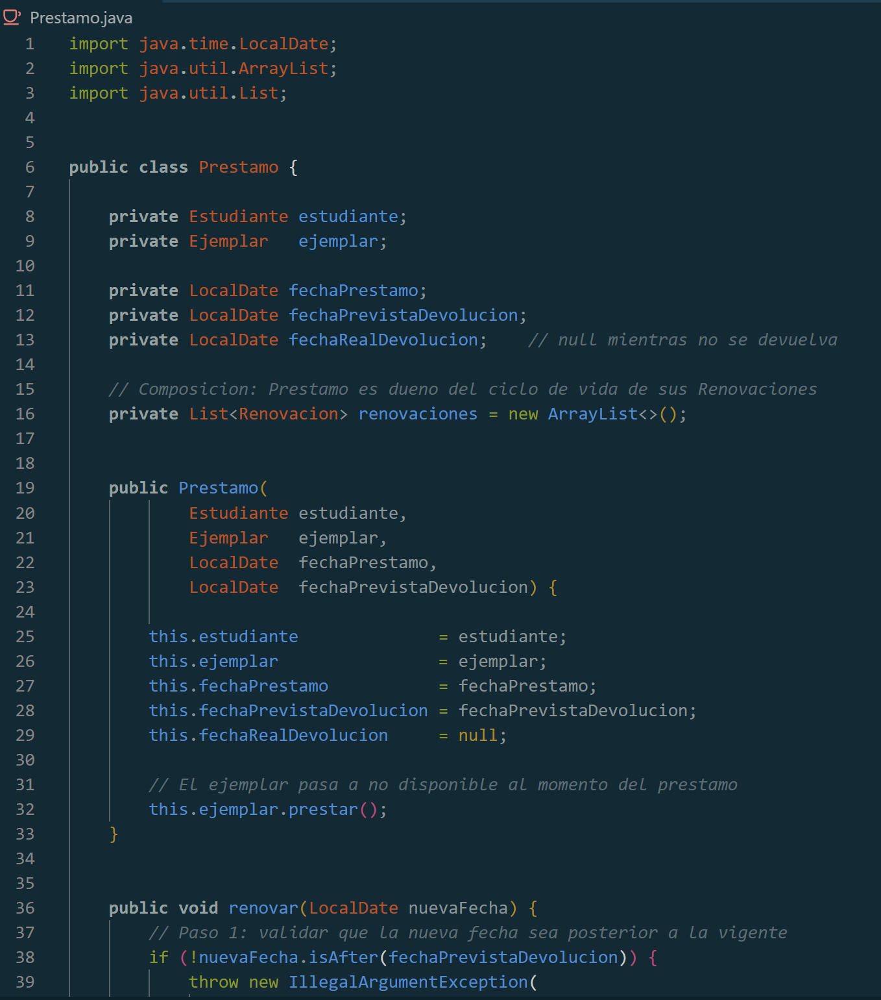 Prestamo.java
1 import java.time.LocalDate;
2 import java.util.ArrayList;
3 import java.util.List;
4
5
6 public class Prestamo {
7
8     private Estudiante estudiante;
9     private Ejemplar   ejemplar;
10
11     private LocalDate fechaPrestamo;
12     private LocalDate fechaPrevistaDevolucion;
13     private LocalDate fechaRealDevolucion;    // null mientras no se devuelva
14
15     // Composicion: Prestamo es dueno del ciclo de vida de sus Renovaciones
16     private List<Renovacion> renovaciones = new ArrayList<>();
17
18
19     public Prestamo(
20             Estudiante estudiante,
21             Ejemplar   ejemplar,
22             LocalDate  fechaPrestamo,
23             LocalDate  fechaPrevistaDevolucion) {
24
25         this.estudiante              = estudiante;
26         this.ejemplar                = ejemplar;
27         this.fechaPrestamo           = fechaPrestamo;
28         this.fechaPrevistaDevolucion = fechaPrevistaDevolucion;
29         this.fechaRealDevolucion     = null;
30
31         // El ejemplar pasa a no disponible al momento del prestamo
32         this.ejemplar.prestar();
33     }
34
35
36     public void renovar(LocalDate nuevaFecha) {
37         // Paso 1: validar que la nueva fecha sea posterior a la vigente
38         if (!nuevaFecha.isAfter(fechaPrevistaDevolucion)) {
39             throw new IllegalArgumentException(